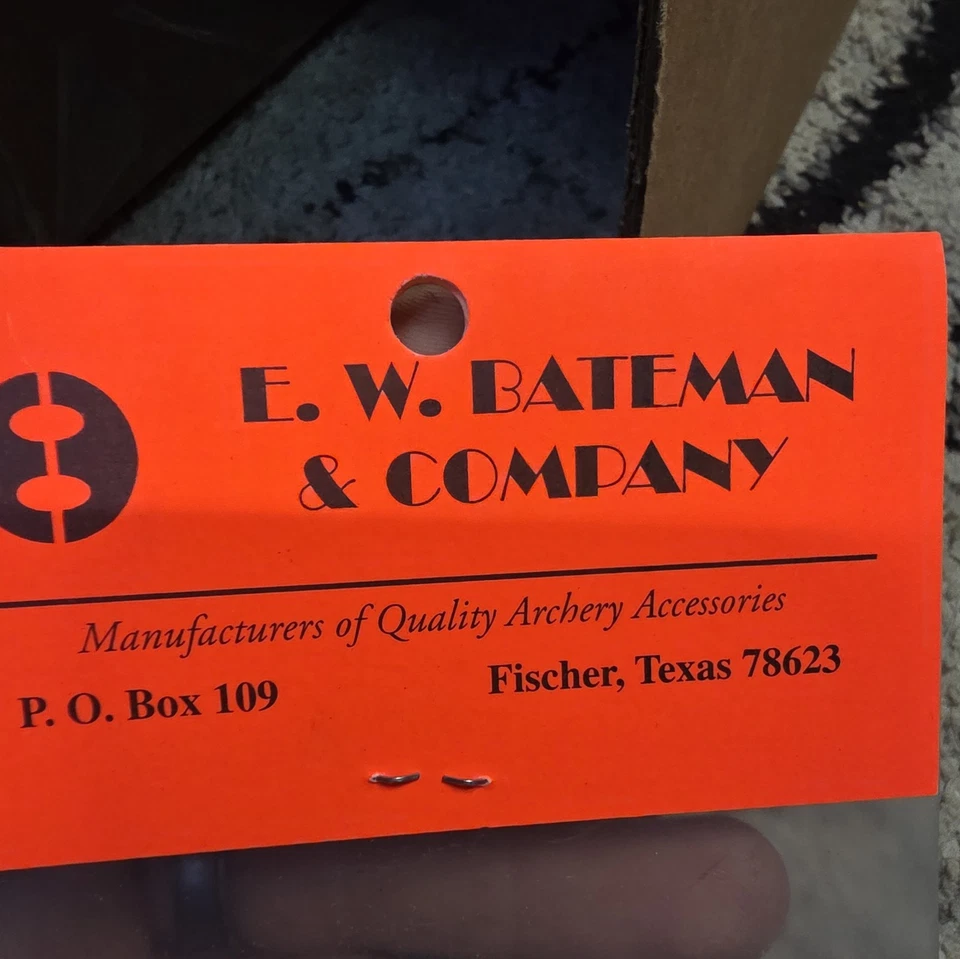 E. W. BATEMAN
& COMPANY
Manufacturers of Quality Archery Accessories
P. O. Box 109 Fischer, Texas 78623